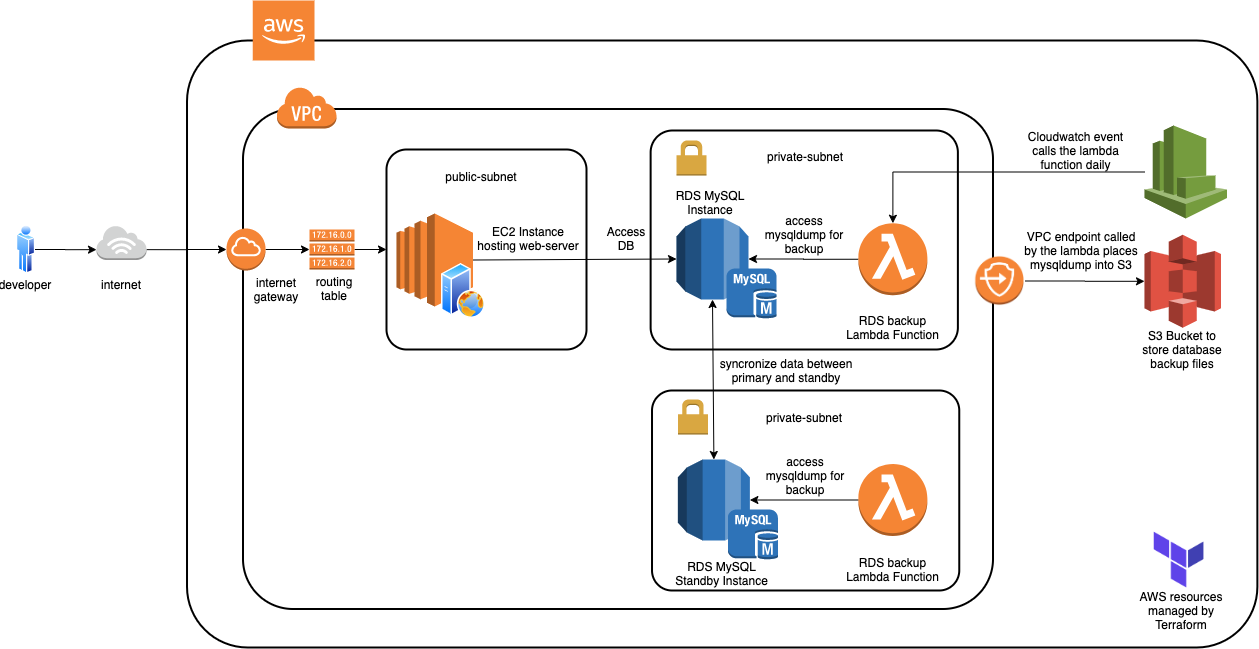 aws
VPC
developer
internet
internet
gateway
172.16.0.0
172.16.1.0
172.16.2.0
routing
table
public-subnet
EC2 Instance
hosting web-server
Access
DB
private-subnet
RDS MySQL
Instance
MySQL
M
access
mysqldump for
backup
RDS backup
Lambda Function
syncronize data between
primary and standby
private-subnet
access
mysqldump for
backup
MySQL
M
RDS MySQL
Standby Instance
RDS backup
Lambda Function
Cloudwatch event
calls the lambda
function daily
VPC endpoint called
by the lambda places
mysqldump into S3
S3 Bucket to
store database
backup files
AWS resources
managed by
Terraform